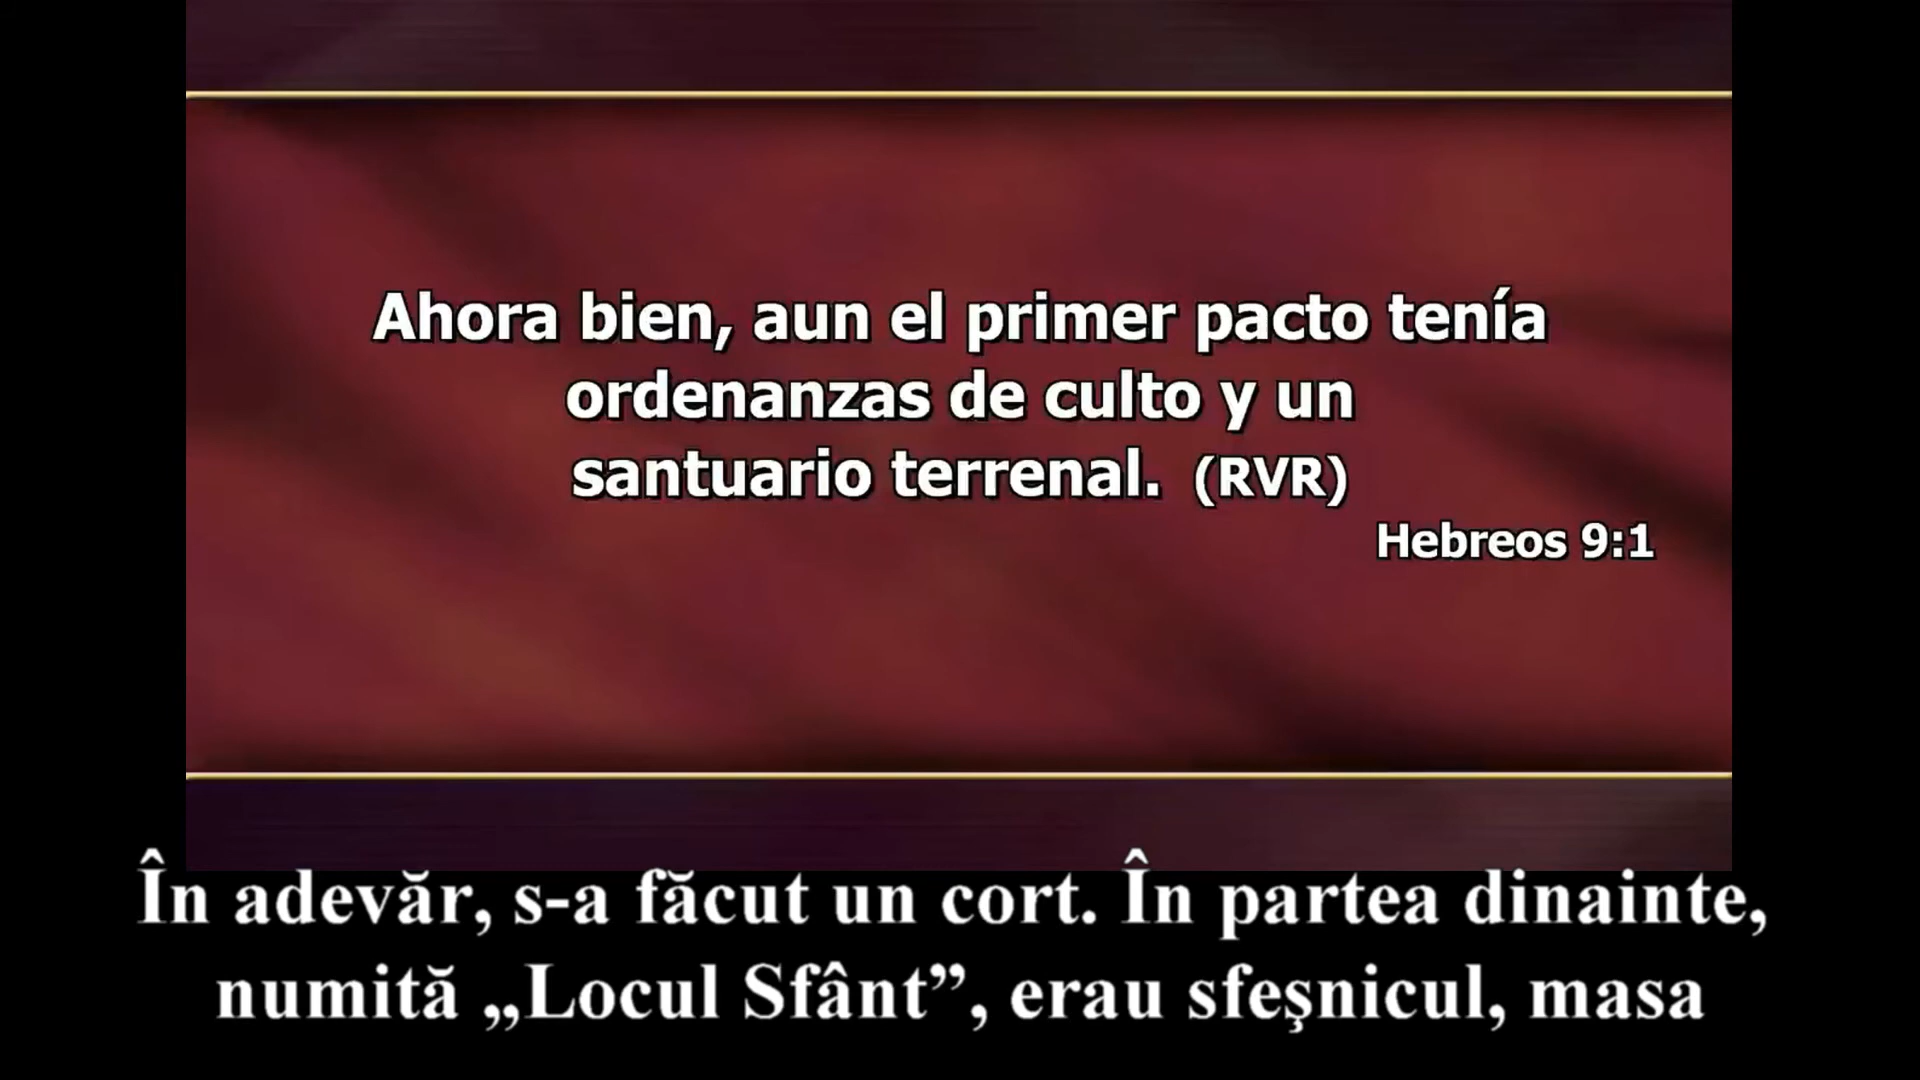 Ahora bien, aun el primer pacto tenía
ordenanzas de culto y un
santuario terrenal. (RVR)
Hebreos 9:1
În adevăr, s-a făcut un cort. În partea dinainte,
numită „Locul Sfânt”, erau sfeşnicul, masa